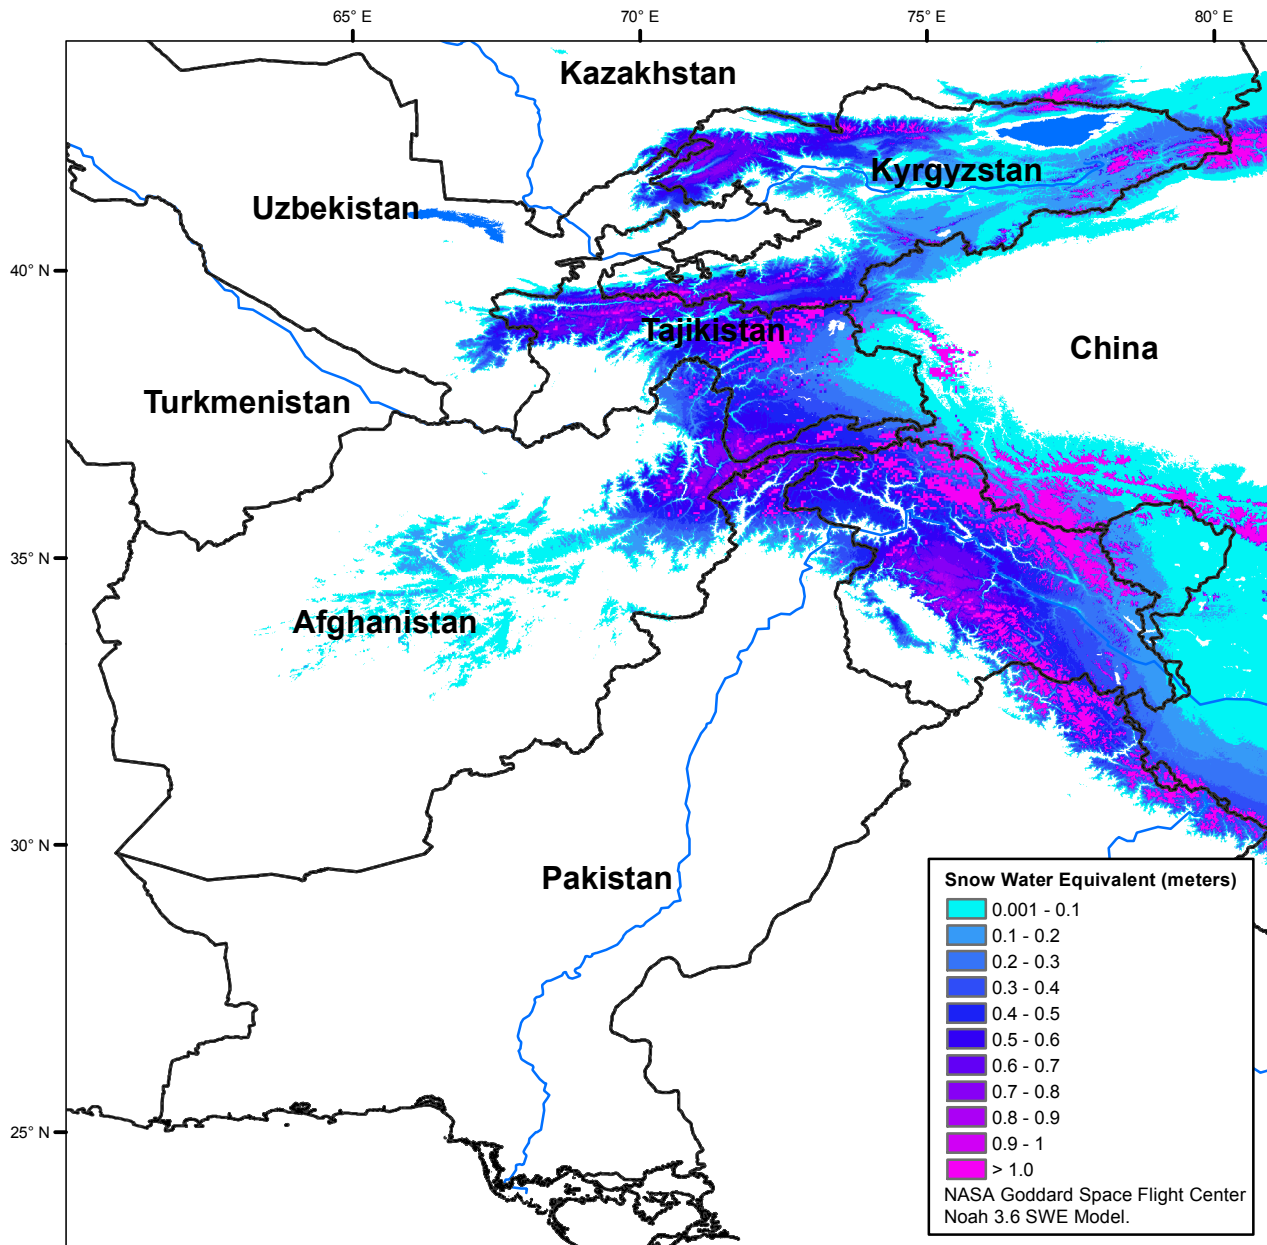 65° E
70° E
75° E
80° E
Kazakhstan
Kyrgyzstan
Uzbekistan
40° N
Tajikistan
China
Turkmenistan
35° N
Afghanistan
30° N
Pakistan
25° N
Snow Water Equivalent (meters)
0.001 - 0.1
0.1 - 0.2
0.2 - 0.3
0.3 - 0.4
0.4 - 0.5
0.5 - 0.6
0.6 - 0.7
0.7 - 0.8
0.8 - 0.9
0.9 - 1
> 1.0
NASA Goddard Space Flight Center
Noah 3.6 SWE Model.